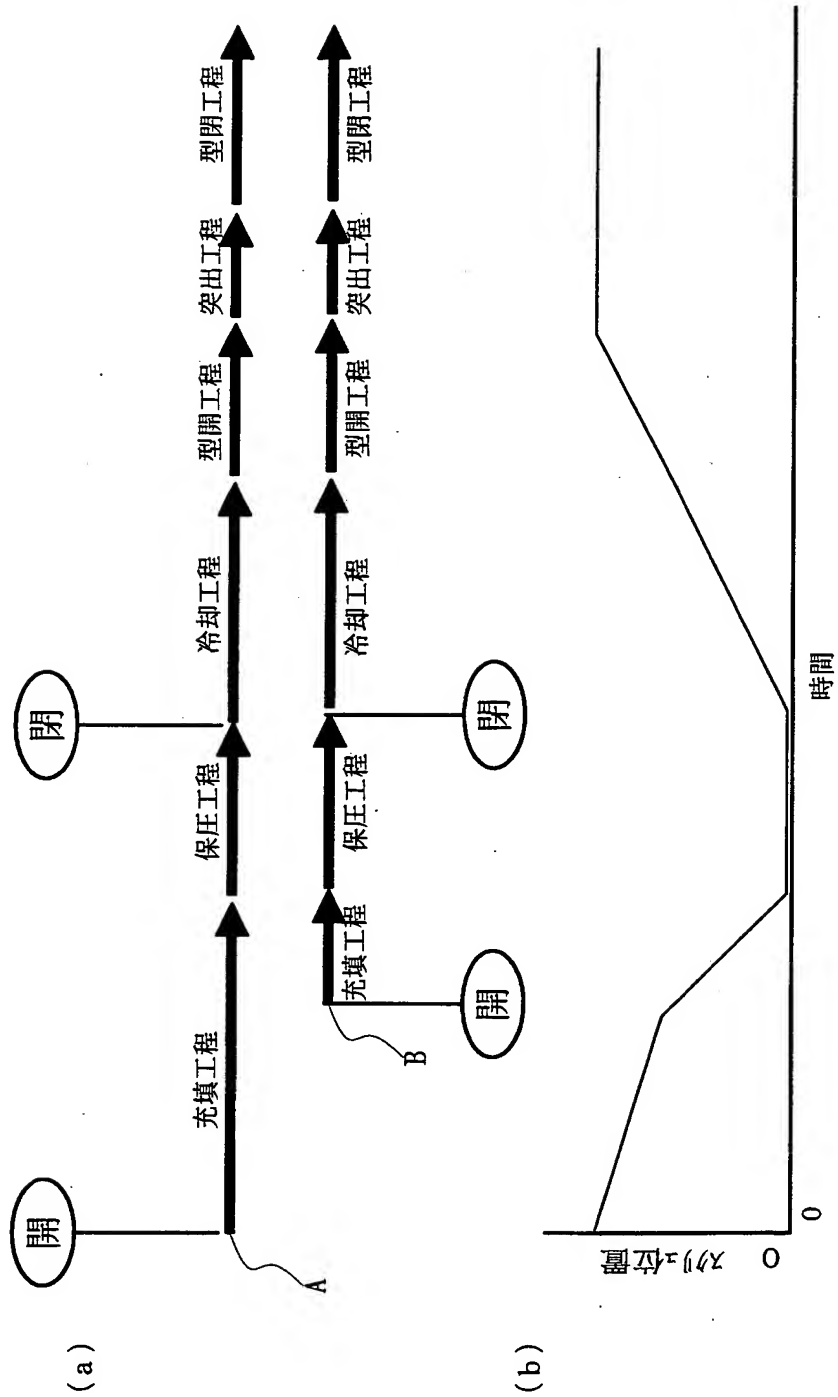 (a)
開
閉
充填工程
保圧工程
冷却工程
型開工程
突出工程
型閉工程
A
充填工程
保圧工程
冷却工程
型開工程
突出工程
型閉工程
B
開
閉
(b)
スクリュ位置
0
0
時間